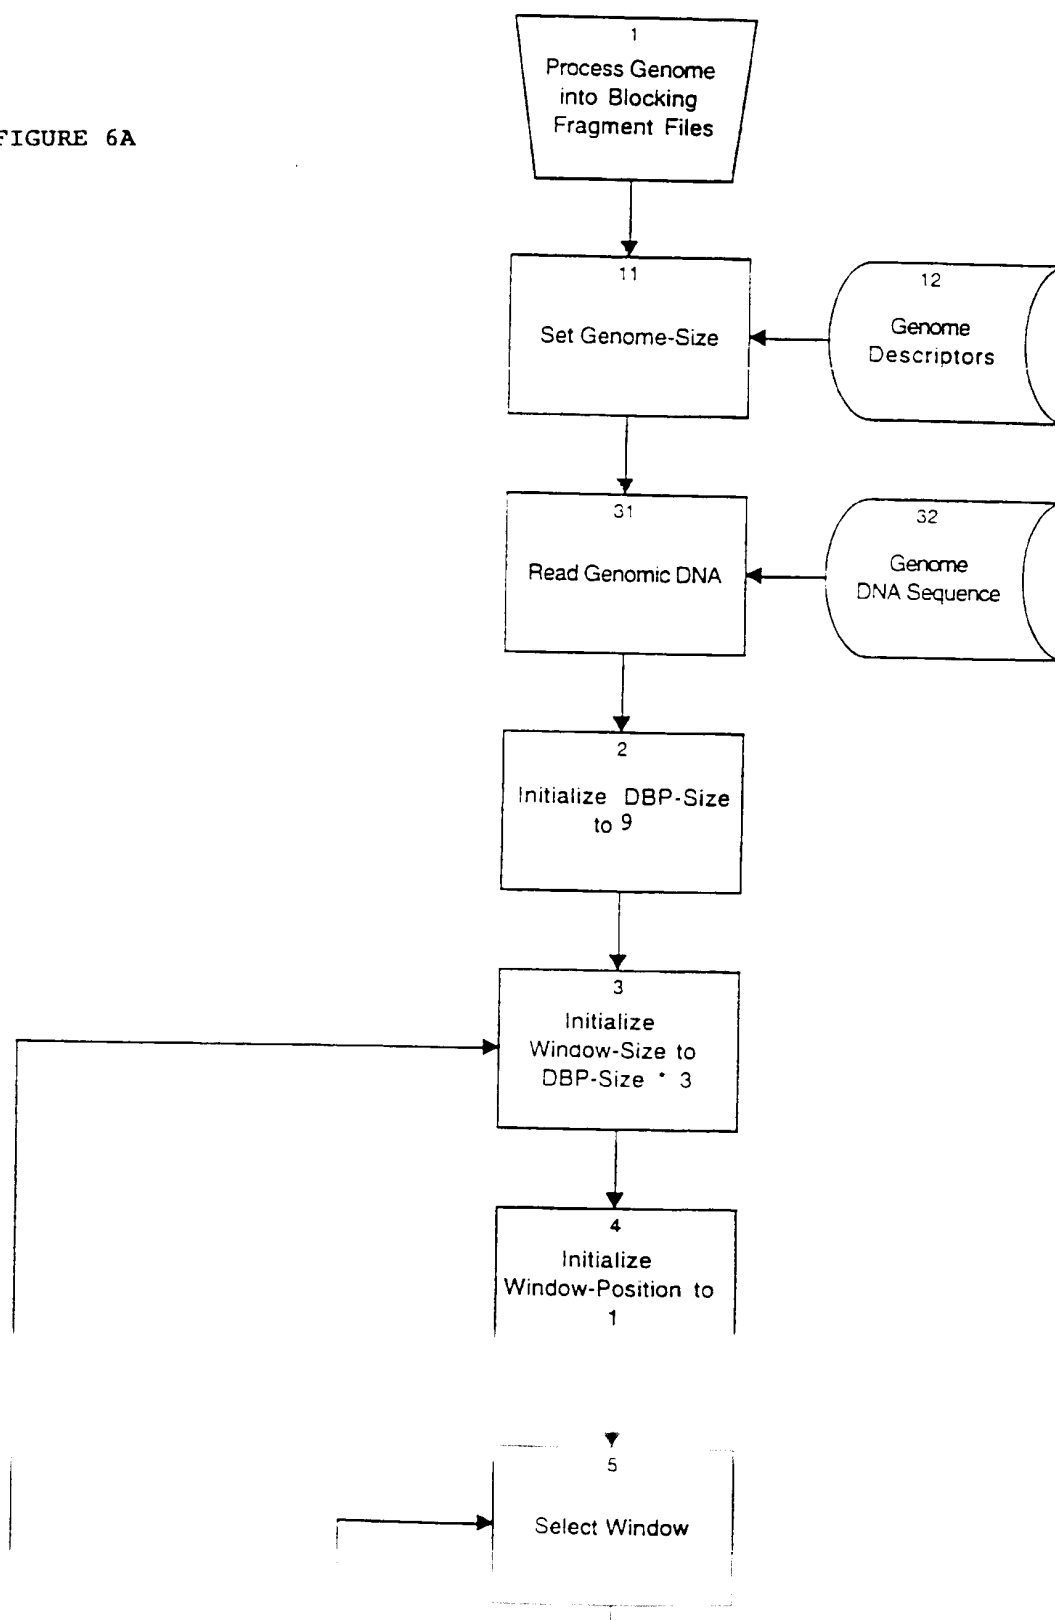 1
Process Genome
into Blocking
Fragment Files
FIGURE 6A
11
Set Genome-Size
12
Genome
Descriptors
31
Read Genomic DNA
32
Genome
DNA Sequence
2
Initialize DBP-Size
to 9
3
Initialize
Window-Size to
DBP-Size * 3
4
Initialize
Window-Position to
1
5
Select Window